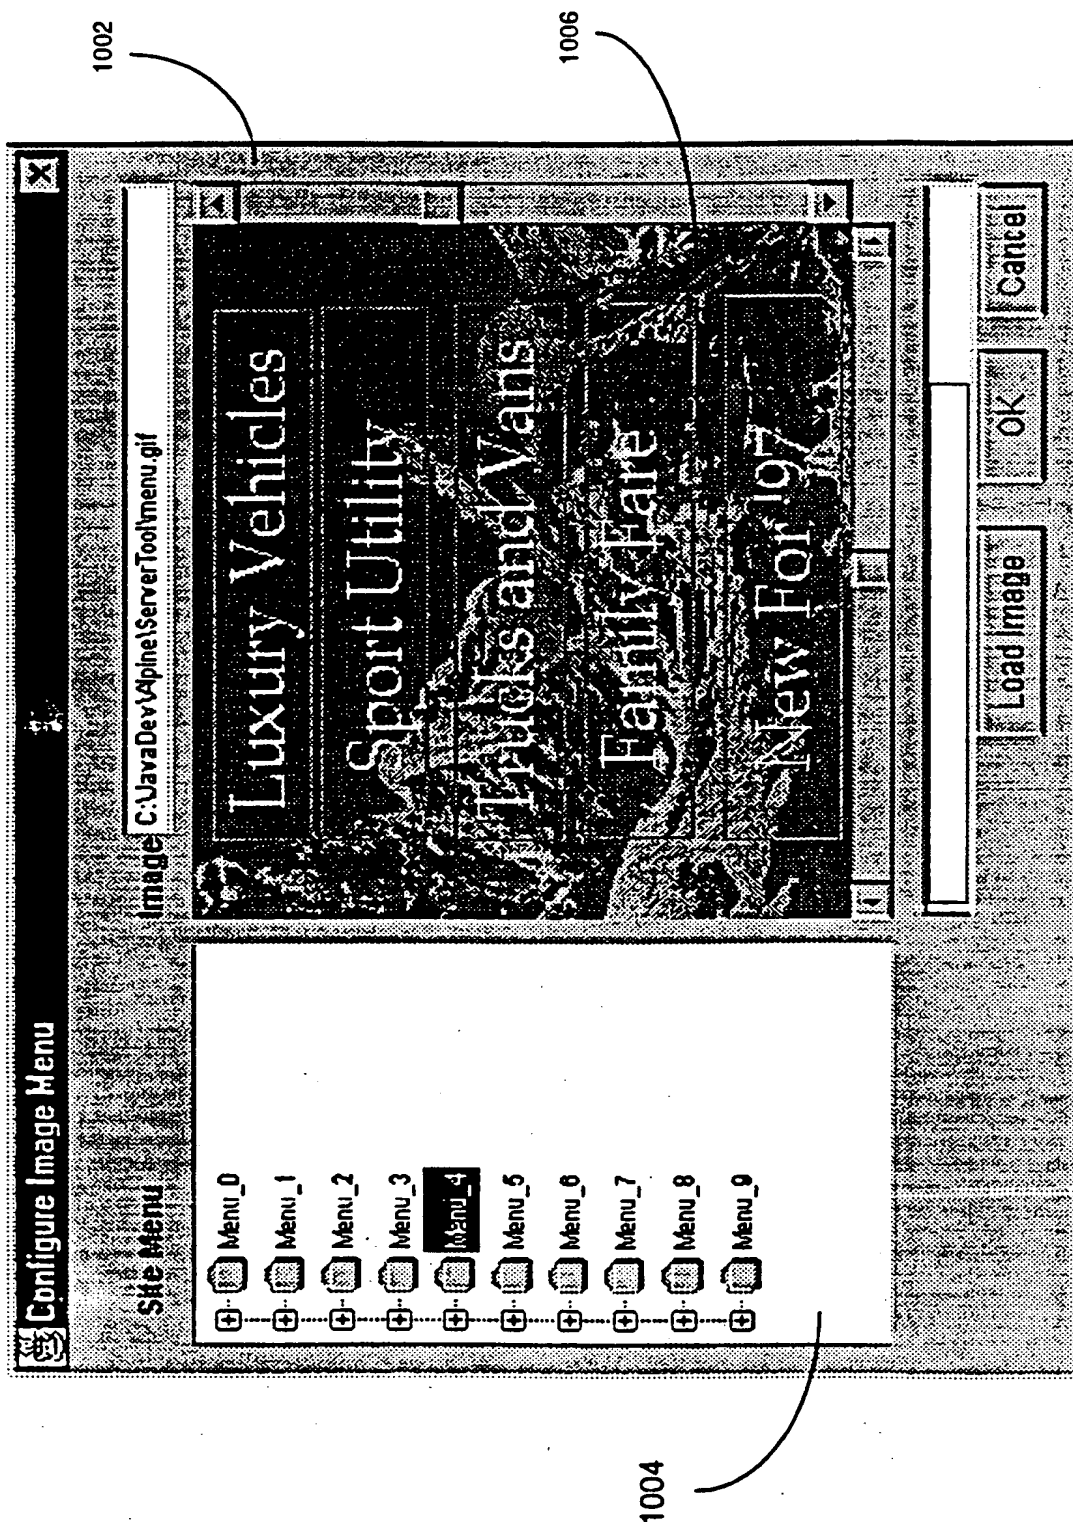 Configure Image Menu
Site Menu
Image C:\JavaDev\Alpine\ServerTool\menu.gif
Menu_0
Menu_1
Menu_2
Menu_3
Menu_4
Menu_5
Menu_6
Menu_7
Menu_8
Menu_9
Luxury Vehicles
Sport Utility
Trucks and Vans
Family Fare
New For '97
Load Image
OK
Cancel
1002
1004
1006